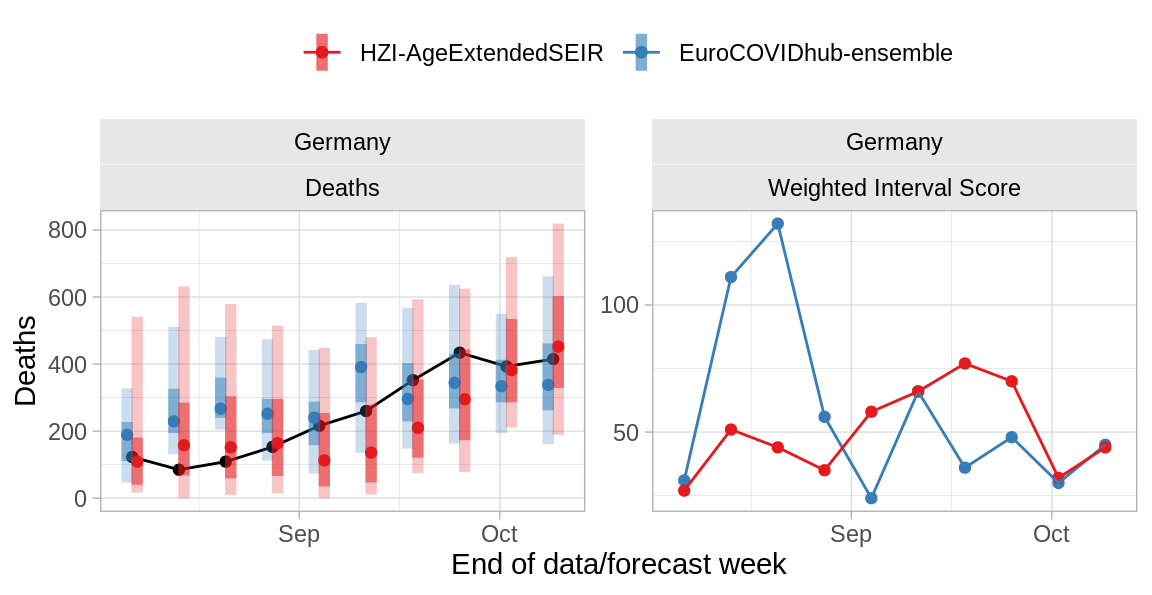 HZI-AgeExtendedSEIR EuroCOVIDhub-ensemble
Germany
Deaths
Germany
Weighted Interval Score
Deaths
800
600
400
200
0
100
50
Sep
Oct
Sep
Oct
End of data/forecast week